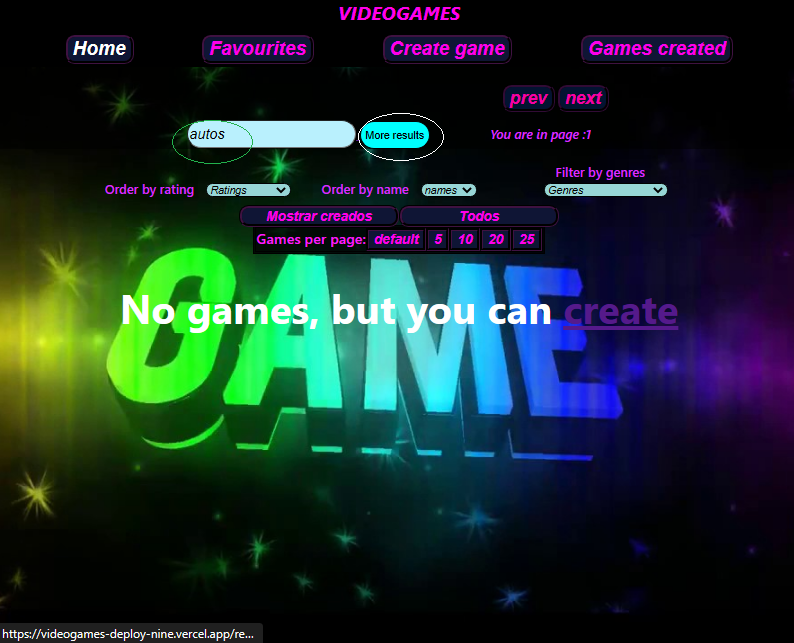 VIDEOGAMES
Home Favourites Create game Games created
prev next
autos More results You are in page :1
Filter by genres
Order by rating Ratings Order by name names Genres
Mostrar creados Todos
Games per page: default 5 10 20 25
No games, but you can create
GAME
https://videogames-deploy-nine.vercel.app/re...